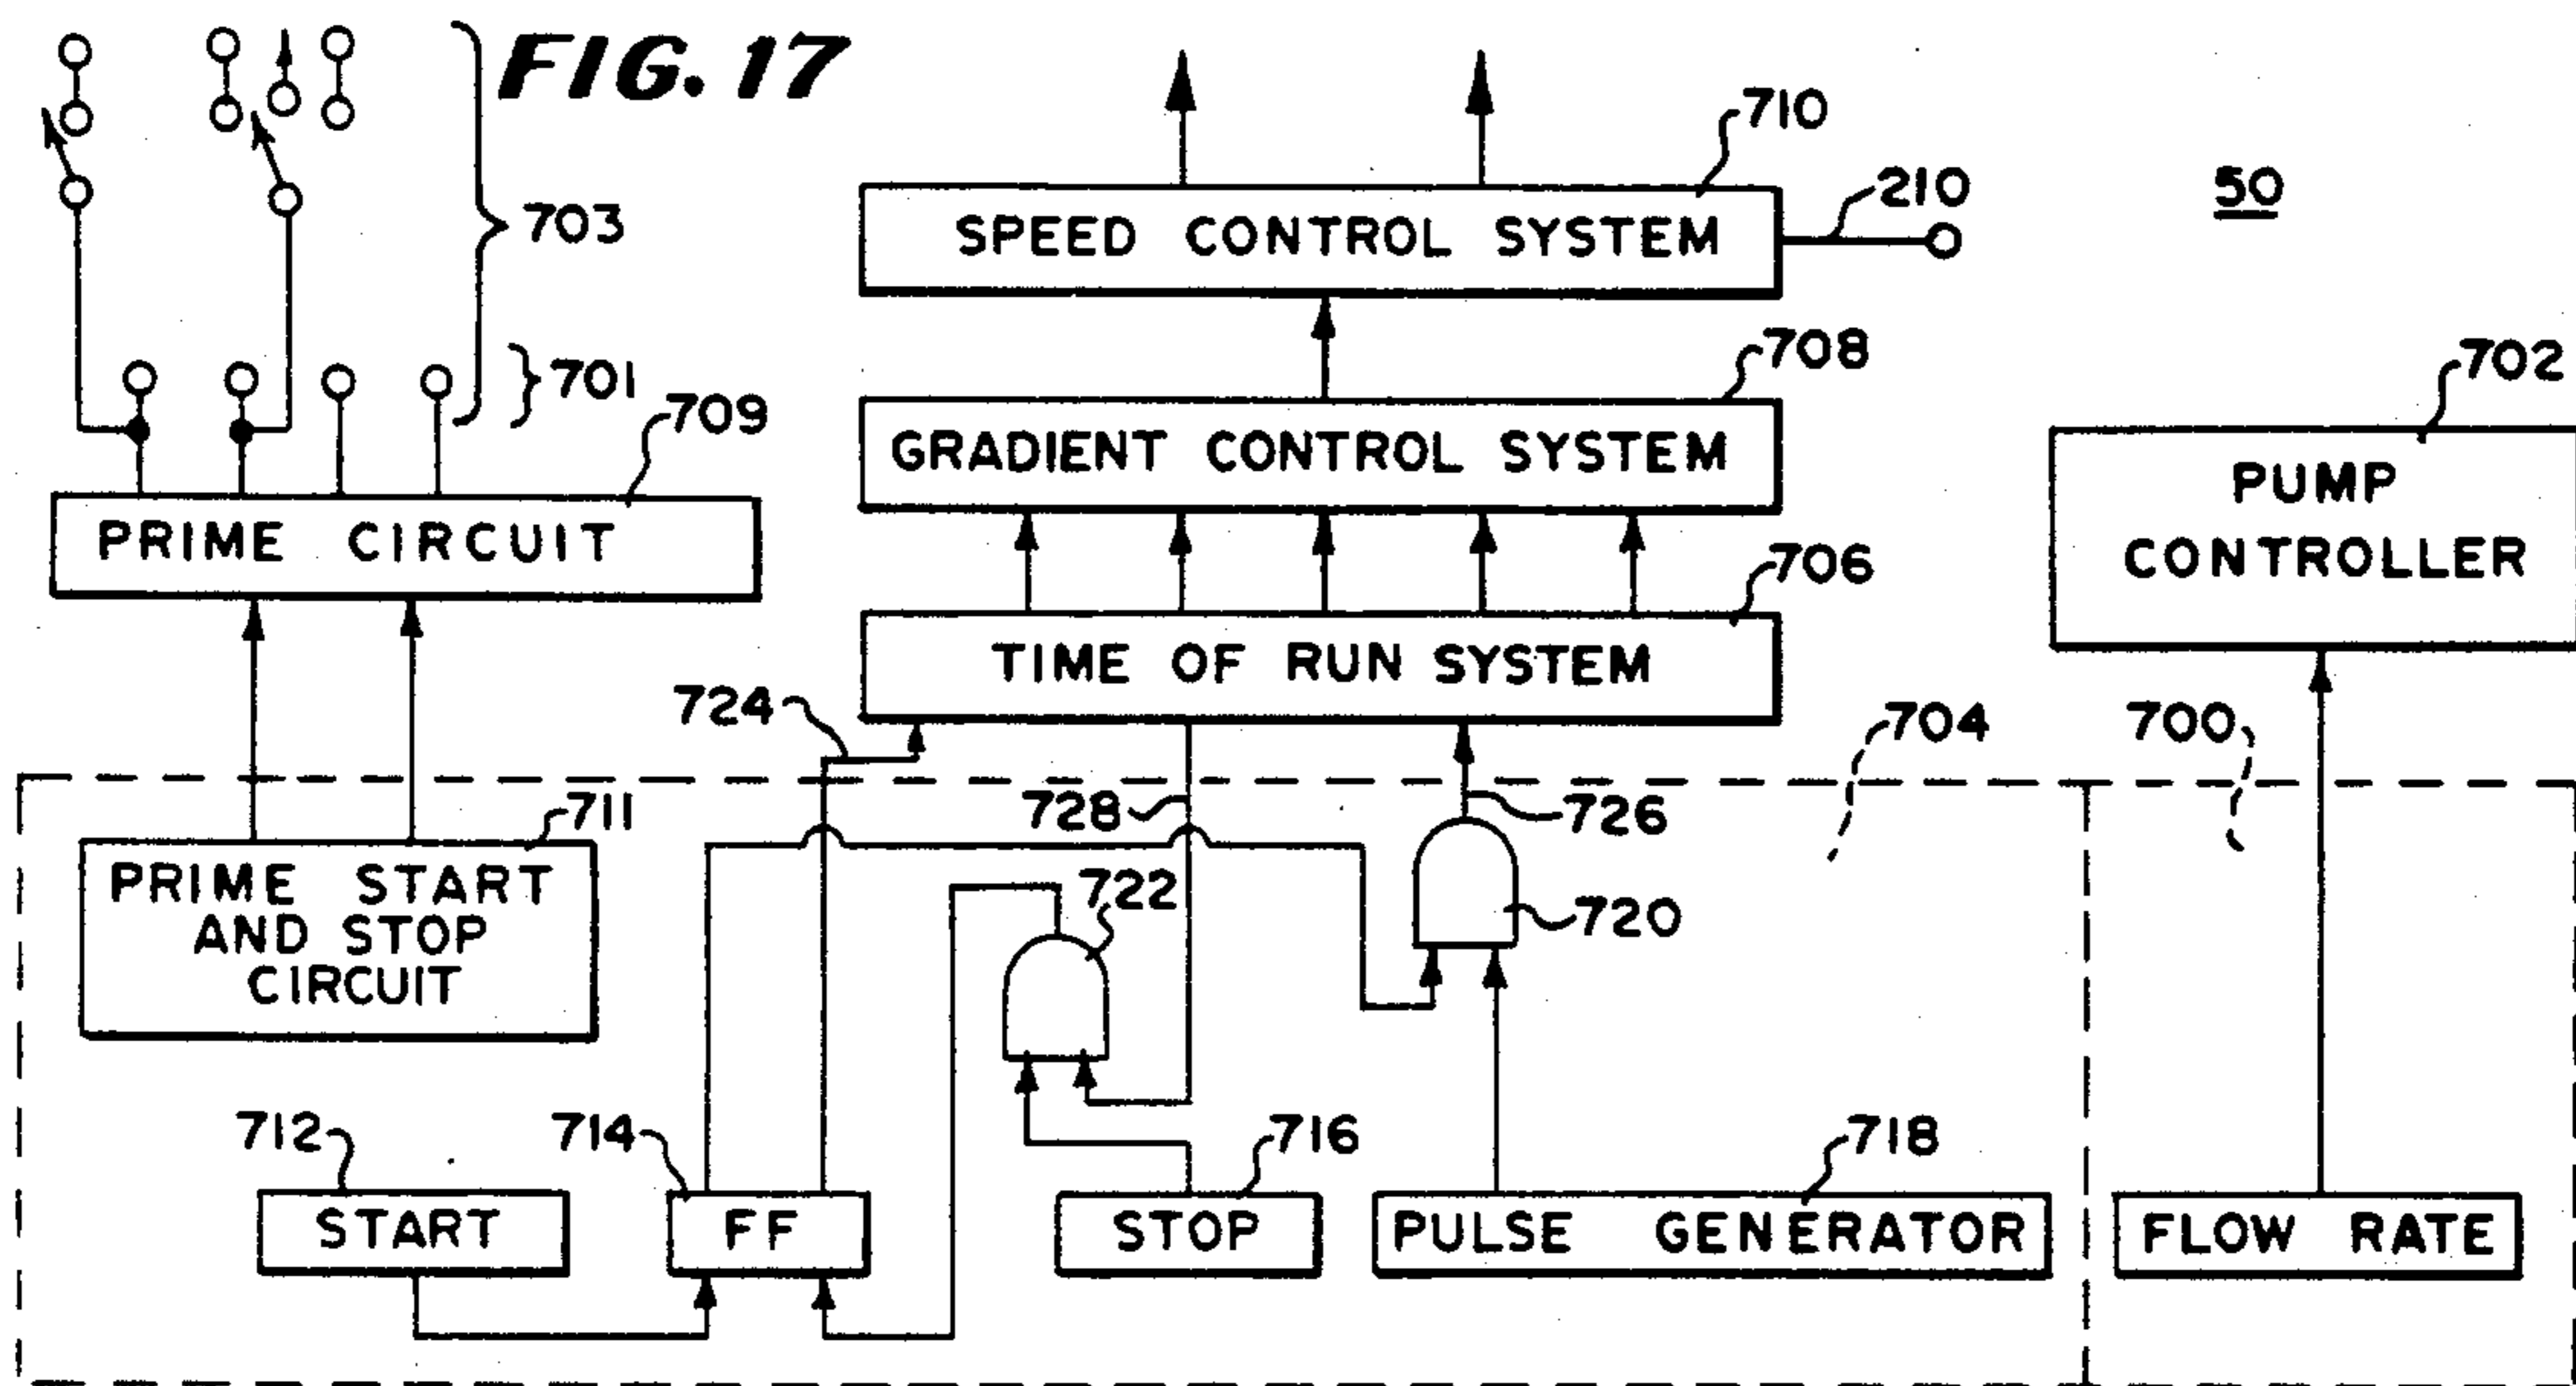 FIG. 17
703
701
709
PRIME CIRCUIT
710
SPEED CONTROL SYSTEM
210
50
708
GRADIENT CONTROL SYSTEM
702
PUMP
CONTROLLER
706
TIME OF RUN SYSTEM
724
704
700
711
PRIME START
AND STOP
CIRCUIT
728
726
722
720
712
START
714
FF
716
STOP
718
PULSE GENERATOR
FLOW RATE